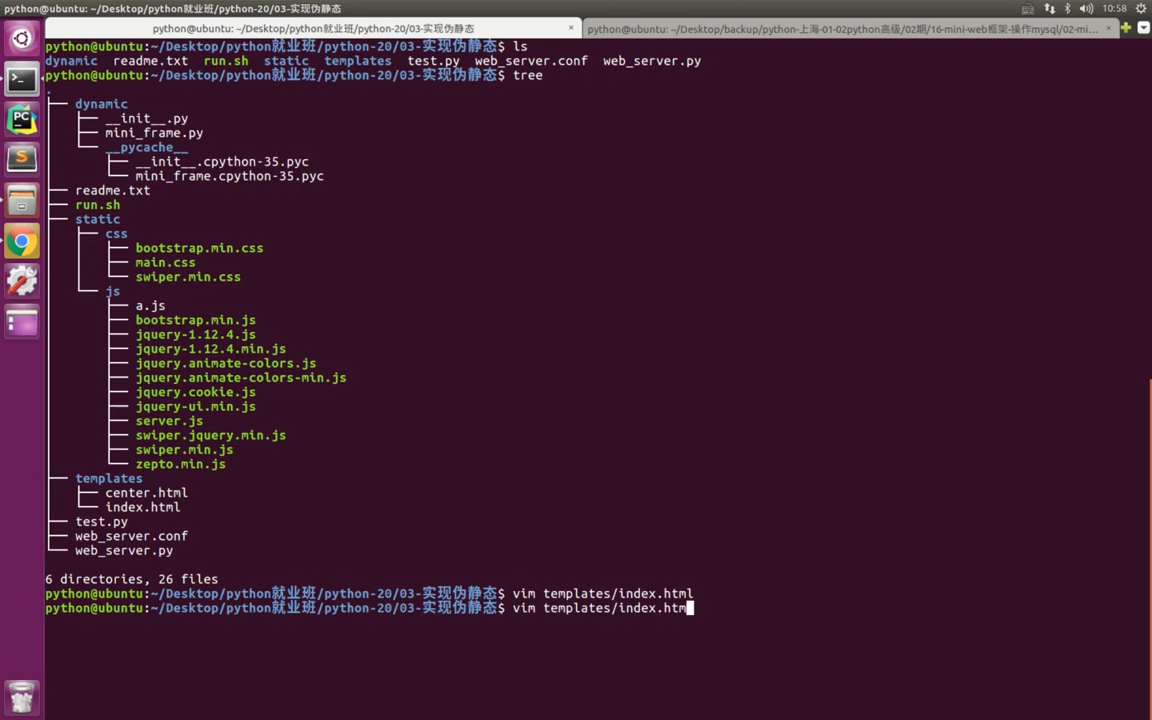 python@ubuntu: ~/Desktop/python就业班/python-20/03-实现伪静态
10:58
python@ubuntu: ~/Desktop/python就业班/python-20/03-实现伪静态 ×
python@ubuntu: ~/Desktop/backup/python-上海-01-02python高级/02期/16-mini-web框架-操作mysql/02-mi... ×
python@ubuntu:~/Desktop/python就业班/python-20/03-实现伪静态$ ls
dynamic readme.txt run.sh static templates test.py web_server.conf web_server.py
python@ubuntu:~/Desktop/python就业班/python-20/03-实现伪静态$ tree
.
├── dynamic
│   ├── __init__.py
│   ├── mini_frame.py
│   └── __pycache__
│       ├── __init__.cpython-35.pyc
│       └── mini_frame.cpython-35.pyc
├── readme.txt
├── run.sh
├── static
│   ├── css
│   │   ├── bootstrap.min.css
│   │   ├── main.css
│   │   └── swiper.min.css
│   └── js
│       ├── a.js
│       ├── bootstrap.min.js
│       ├── jquery-1.12.4.js
│       ├── jquery-1.12.4.min.js
│       ├── jquery.animate-colors.js
│       ├── jquery.animate-colors-min.js
│       ├── jquery.cookie.js
│       ├── jquery-ui.min.js
│       ├── server.js
│       ├── swiper.jquery.min.js
│       ├── swiper.min.js
│       └── zepto.min.js
├── templates
│   ├── center.html
│   └── index.html
├── test.py
├── web_server.conf
└── web_server.py
6 directories, 26 files
python@ubuntu:~/Desktop/python就业班/python-20/03-实现伪静态$ vim templates/index.html
python@ubuntu:~/Desktop/python就业班/python-20/03-实现伪静态$ vim templates/index.htm
PC
S